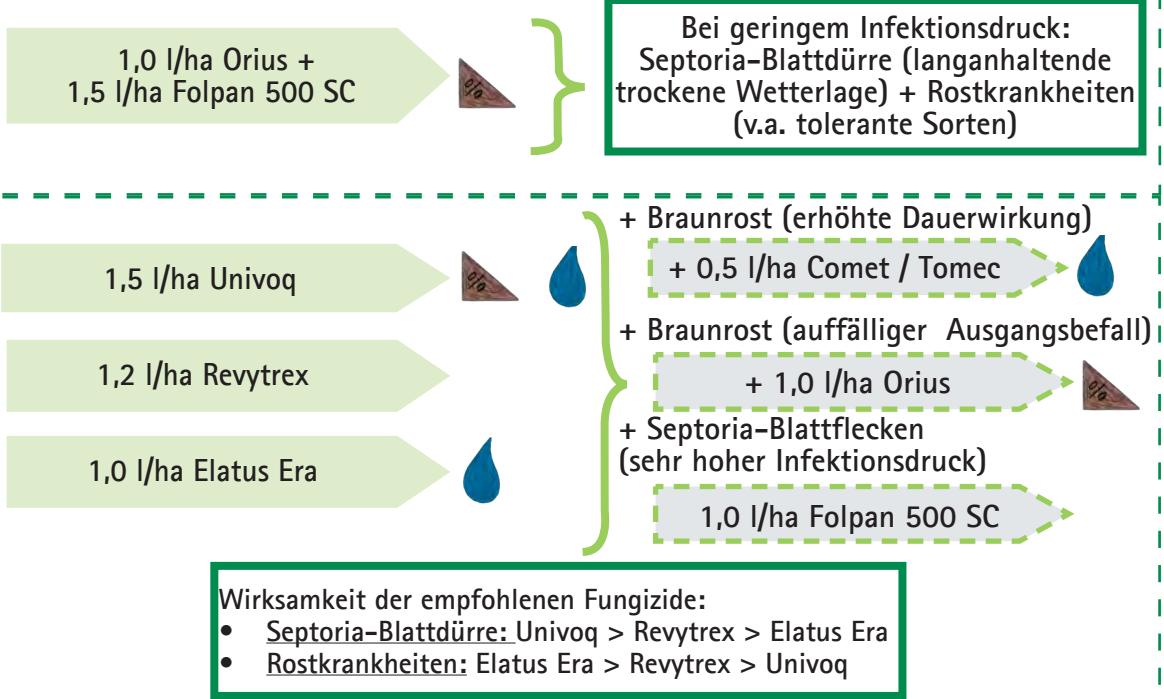 1,0 l/ha Orius +
1,5 l/ha Folpan 500 SC
%
Bei geringem Infektionsdruck:
Septoria-Blattdürre (langanhaltende
trockene Wetterlage) + Rostkrankheiten
(v.a. tolerante Sorten)
1,5 l/ha Univoq
%
1,2 l/ha Revytrex
1,0 l/ha Elatus Era
+ Braunrost (erhöhte Dauerwirkung)
+ 0,5 l/ha Comet / Tomec
+ Braunrost (auffälliger Ausgangsbefall)
+ 1,0 l/ha Orius
%
+ Septoria-Blattflecken
(sehr hoher Infektionsdruck)
1,0 l/ha Folpan 500 SC
Wirksamkeit der empfohlenen Fungizide:
• Septoria-Blattdürre: Univoq > Revytrex > Elatus Era
• Rostkrankheiten: Elatus Era > Revytrex > Univoq